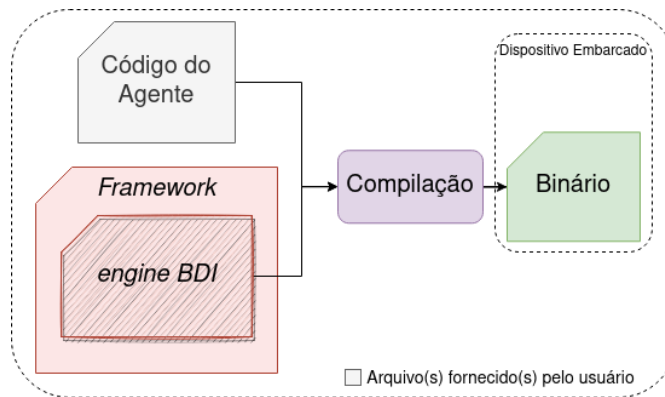 Código do
Agente
Dispositivo Embarcado
Framework
engine BDI
Compilação
Binário
Arquivo(s) fornecido(s) pelo usuário